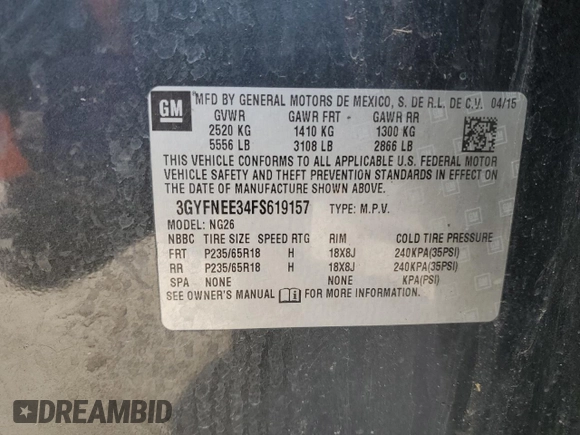 GM MFD BY GENERAL MOTORS DE MEXICO, S. DE R.L. DE C.V. 04/15
GVWR GAWR FRT GAWR RR
2520 KG 1410 KG 1300 KG
5556 LB 3108 LB 2866 LB
THIS VEHICLE CONFORMS TO ALL APPLICABLE U.S. FEDERAL MOTOR
VEHICLE SAFETY AND THEFT PREVENTION STANDARDS IN EFFECT ON
THE DATE OF MANUFACTURE SHOWN ABOVE.
3GYFNEE34FS619157 TYPE: M.P.V.
MODEL: NG26
NBBC TIRE SIZE SPEED RTG RIM COLD TIRE PRESSURE
FRT P235/65R18 H 18X8J 240KPA(35PSI)
RR P235/65R18 H 18X8J 240KPA(35PSI)
SPA NONE NONE KPA(PSI)
SEE OWNER'S MANUAL FOR MORE INFORMATION.
DREAMBID